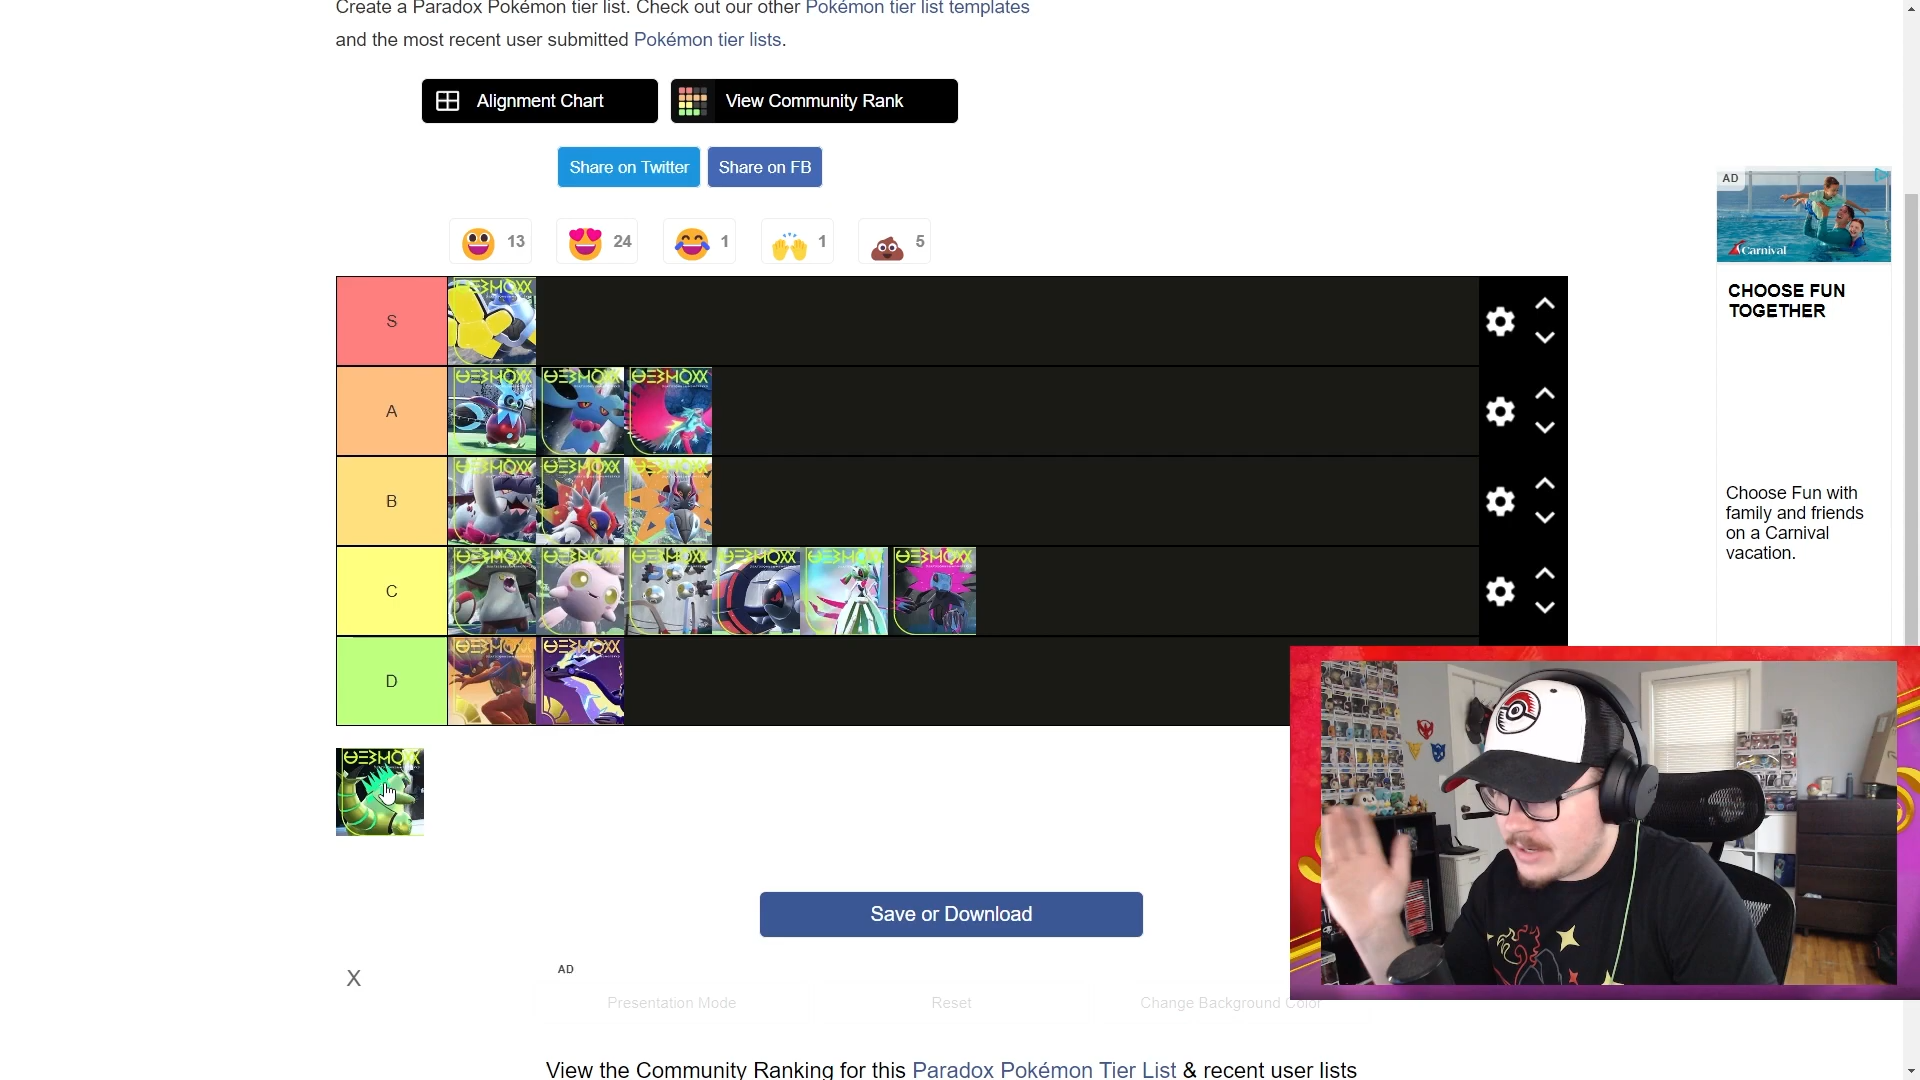 Create a Paradox Pokémon tier list. Check out our other Pokémon tier list templates
and the most recent user submitted Pokémon tier lists.
Alignment Chart
View Community Rank
Share on Twitter
Share on FB
13
24
1
1
5
AD
Carnival
CHOOSE FUN
TOGETHER
Choose Fun with
family and friends
on a Carnival
vacation.
S
A
B
C
D
Save or Download
X
AD
Presentation Mode
Reset
Change Background Color
View the Community Ranking for this Paradox Pokémon Tier List & recent user lists